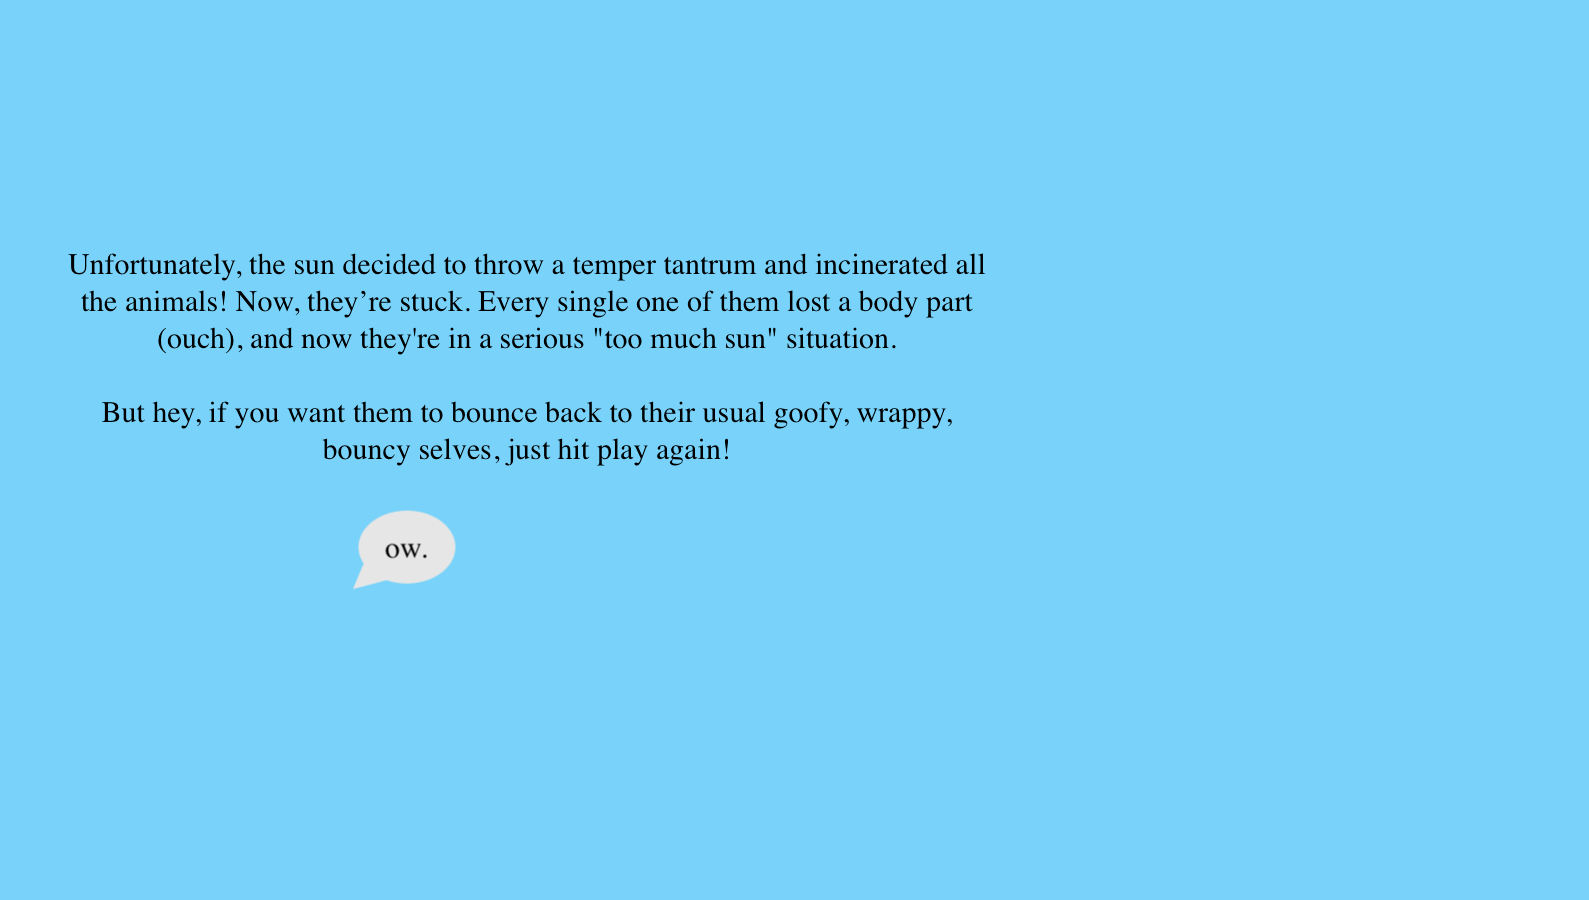 Unfortunately, the sun decided to throw a temper tantrum and incinerated all
the animals! Now, they’re stuck. Every single one of them lost a body part
(ouch), and now they're in a serious "too much sun" situation.
But hey, if you want them to bounce back to their usual goofy, wrappy,
bouncy selves, just hit play again!
ow.